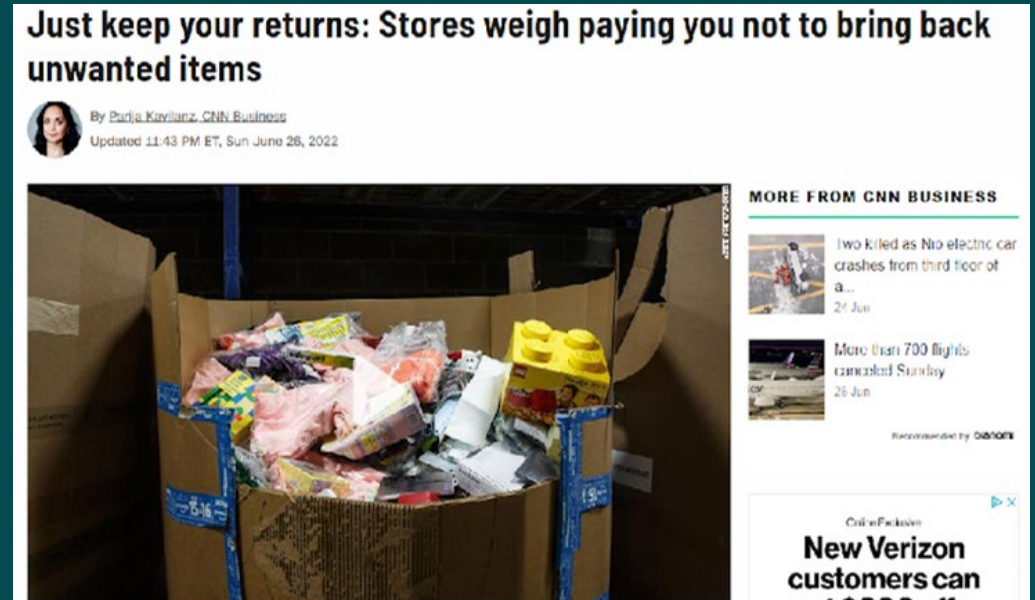 Just keep your returns: Stores weigh paying you not to bring back
unwanted items
By Parija Kavilanz, CNN Business
Updated 11:43 PM ET, Sun June 26, 2022
MORE FROM CNN BUSINESS
Two killed as Nio electric car
crashes from third floor of
a...
24 Jun
More than 700 flights
canceled Sunday
26 Jun
Recommended by
New Verizon
customers can